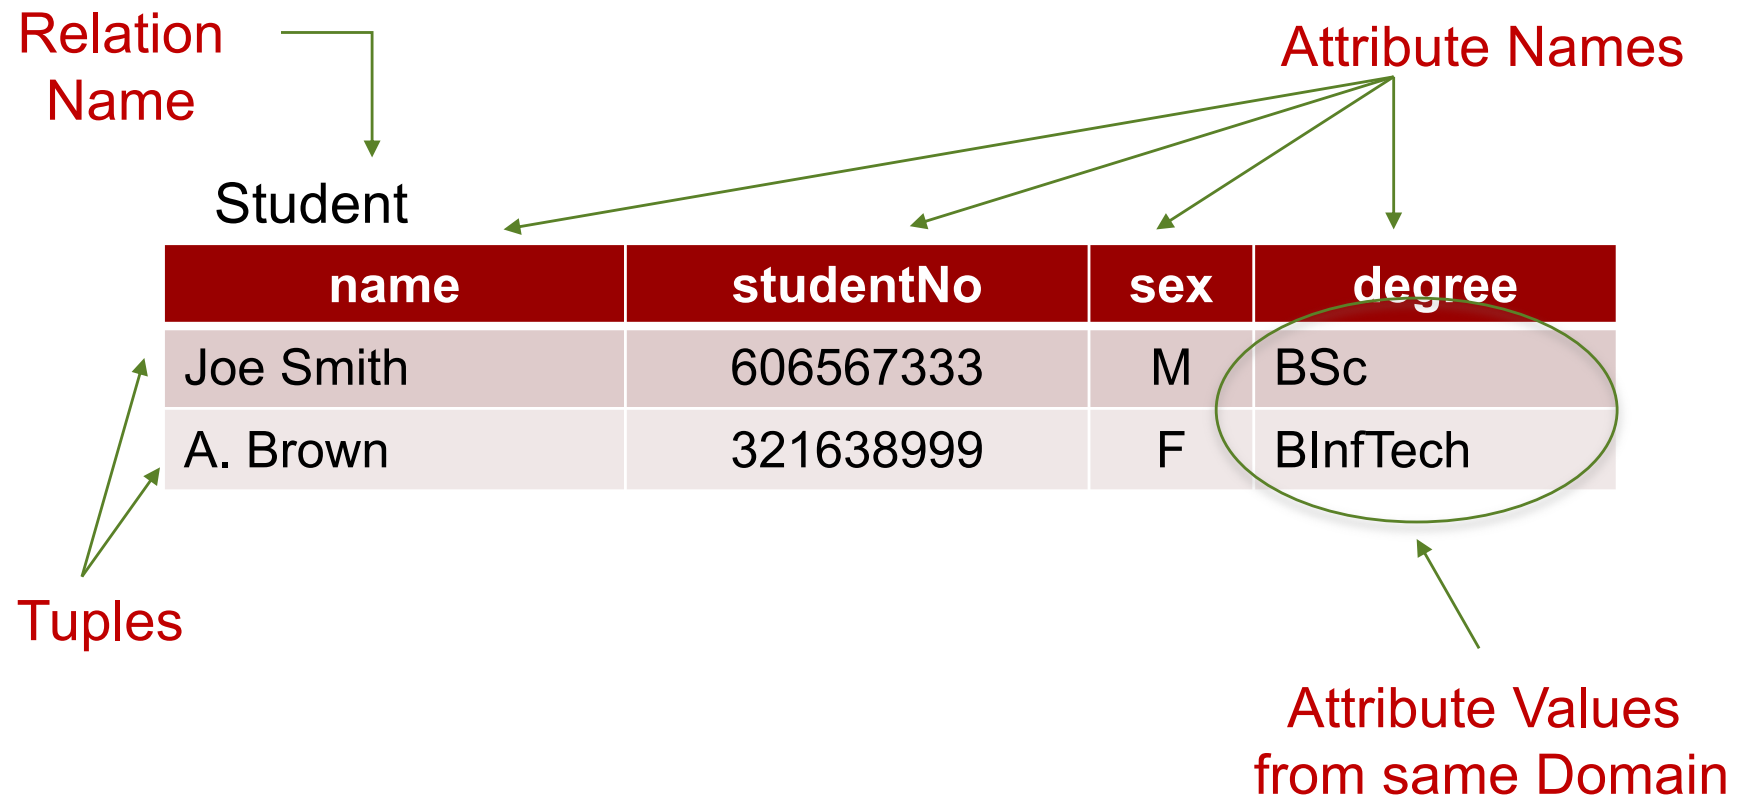 Relation
Name
Attribute Names
Student
name studentNo sex degree
Joe Smith 606567333 M BSc
A. Brown 321638999 F BInfTech
Tuples
Attribute Values
from same Domain